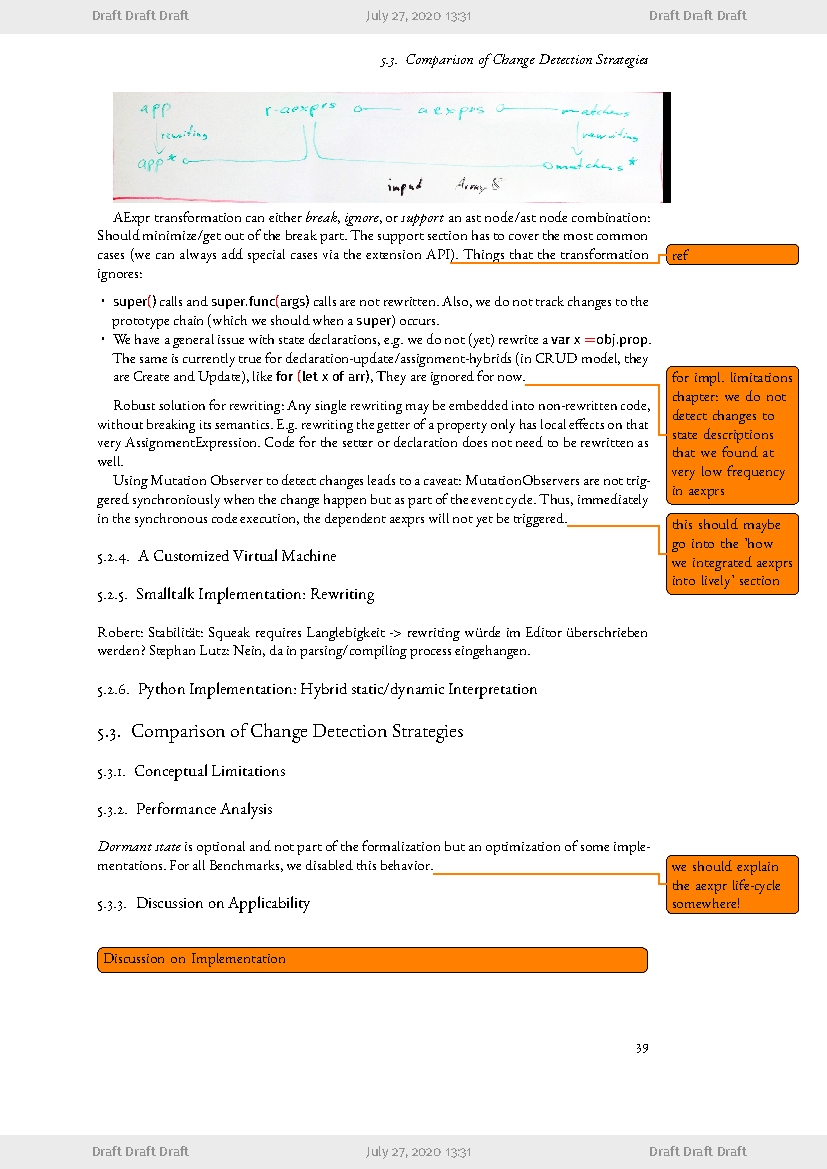 Draft Draft Draft July 27, 2020 13:31 Draft Draft Draft
5.3. Comparison of Change Detection Strategies
app r-aexprs aexprs matchers
rewriting rewriting
app* matchers*
input Array
AExpr transformation can either break, ignore, or support an ast node/ast node combination:
Should minimize/get out of the break part. The support section has to cover the most common
cases (we can always add special cases via the extension API). Things that the transformation
ref
ignores:
• super() calls and super.func(args) calls are not rewritten. Also, we do not track changes to the
prototype chain (which we should when a super) occurs.
• We have a general issue with state declarations, e.g. we do not (yet) rewrite a var x =obj.prop.
The same is currently true for declaration-update/assignment-hybrids (in CRUD model, they
are Create and Update), like for (let x of arr), They are ignored for now.
for impl. limitations
chapter: we do not
detect changes to
state descriptions
that we found at
very low frequency
in aexprs
Robust solution for rewriting: Any single rewriting may be embedded into non-rewritten code,
without breaking its semantics. E.g. rewriting the getter of a property only has local effects on that
very AssignmentExpression. Code for the setter or declaration does not need to be rewritten as
well.
Using Mutation Observer to detect changes leads to a caveat: MutationObservers are not trig-
gered synchroniously when the change happen but as part of the event cycle. Thus, immediately
in the synchronous code execution, the dependent aexprs will not yet be triggered.
this should maybe
go into the 'how
we integrated aexprs
into lively' section
5.2.4. A Customized Virtual Machine
5.2.5. Smalltalk Implementation: Rewriting
Robert: Stabilität: Squeak requires Langlebigkeit -> rewriting würde im Editor überschrieben
werden? Stephan Lutz: Nein, da in parsing/compiling process eingehangen.
5.2.6. Python Implementation: Hybrid static/dynamic Interpretation
5.3. Comparison of Change Detection Strategies
5.3.1. Conceptual Limitations
5.3.2. Performance Analysis
Dormant state is optional and not part of the formalization but an optimization of some imple-
mentations. For all Benchmarks, we disabled this behavior.
we should explain
the aexpr life-cycle
somewhere!
5.3.3. Discussion on Applicability
Discussion on Implementation
39
Draft Draft Draft July 27, 2020 13:31 Draft Draft Draft